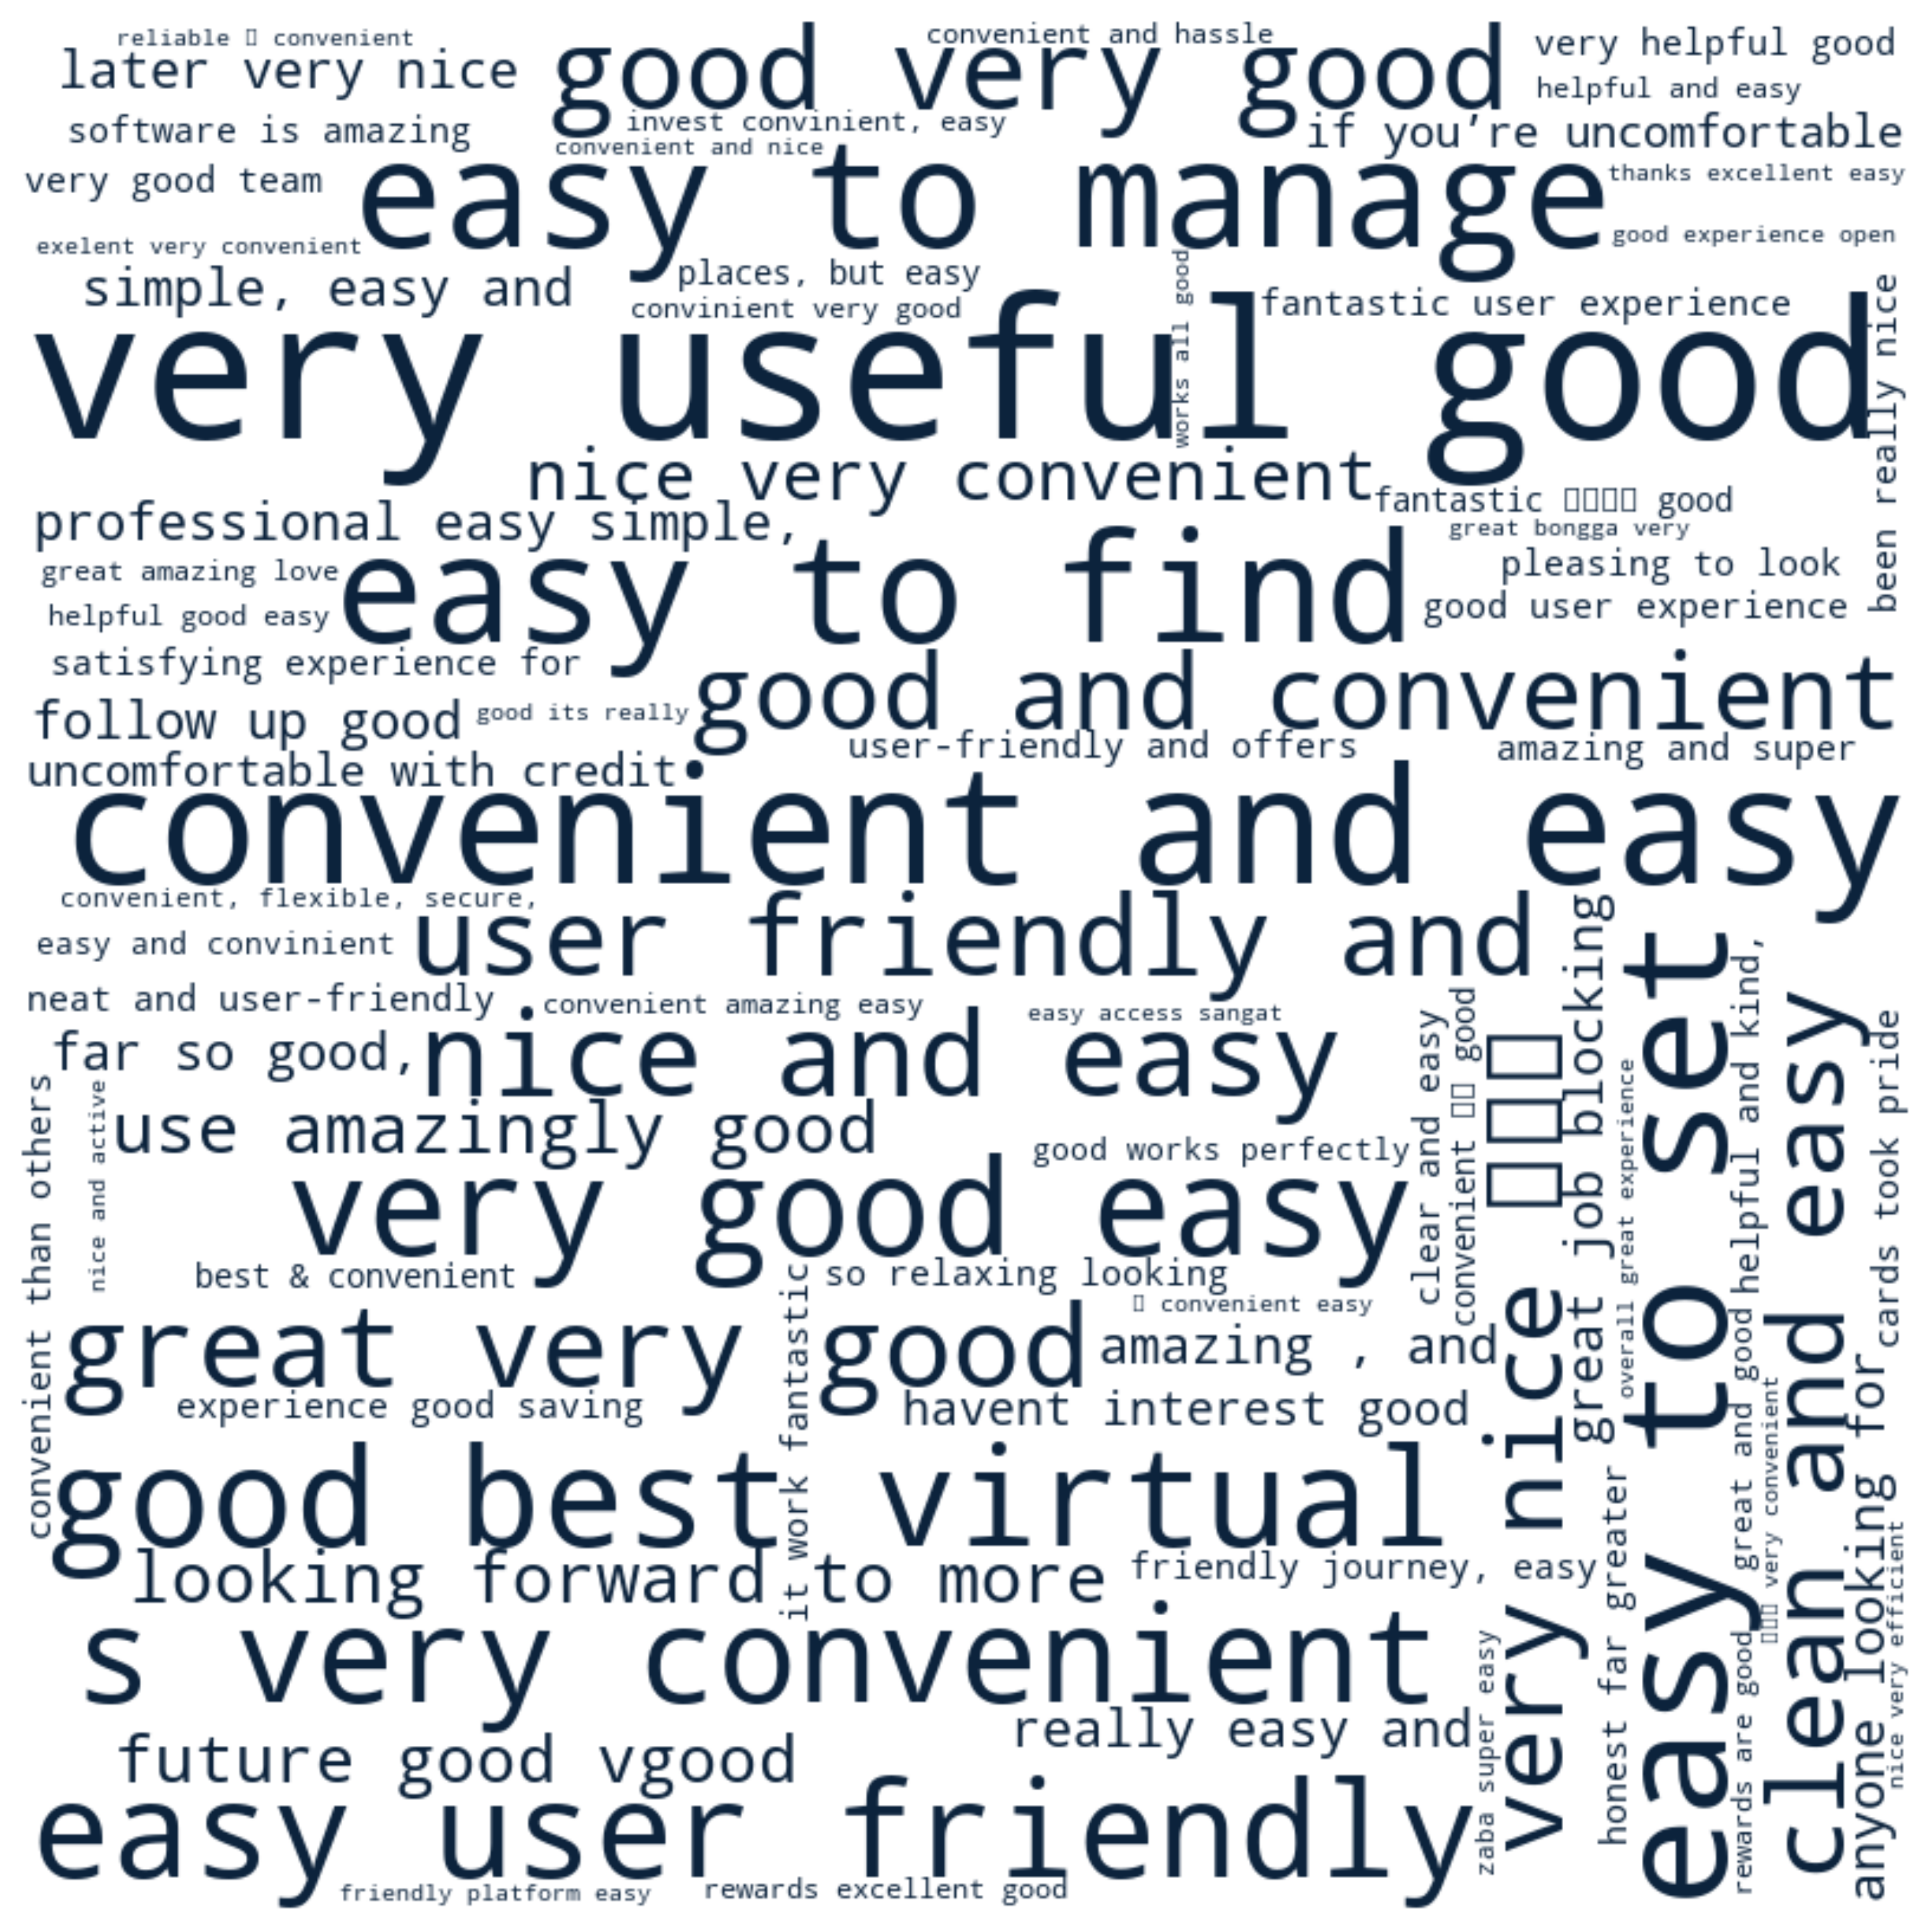 reliable ▯ convenient
convenient and hassle
very helpful good
later very nice
good very good
helpful and easy
software is amazing
invest convinient, easy
if you’re uncomfortable
convenient and nice
very good team
easy to manage
thanks excellent easy
exelent very convenient
good experience open
simple, easy and
places, but easy
works all good
convinient very good
fantastic user experience
been really nice
very useful good
nice very convenient
fantastic ▯▯▯▯ good
professional easy simple,
great bongga very
great amazing love
easy to find
pleasing to look
helpful good easy
good user experience
satisfying experience for
good and convenient
follow up good
good its really
user-friendly and offers
amazing and super
uncomfortable with credit
convenient and easy
convenient, flexible, secure,
user friendly and
easy and convinient
neat and user-friendly
convenient amazing easy
easy access sangat
far so good,
nice and easy
use amazingly good
good works perfectly
very good easy
best & convenient
so relaxing looking
▯ convenient easy
great very good
amazing , and
experience good saving
havent interest good
good best virtual
looking forward to more
friendly journey, easy
s very convenient
really easy and
future good vgood
easy user friendly
friendly platform easy
rewards excellent good
convenient than others
nice and active
it work fantastic
clear and easy
convenient ▯▯ good
zaba super easy
very nice ▯▯▯
great job blocking
honest far greater
overall great experience
easy to set
helpful and kind,
great and good
rewards are good
▯▯▯ very convenient
clean and easy
anyone looking for
cards took pride
nice very efficient